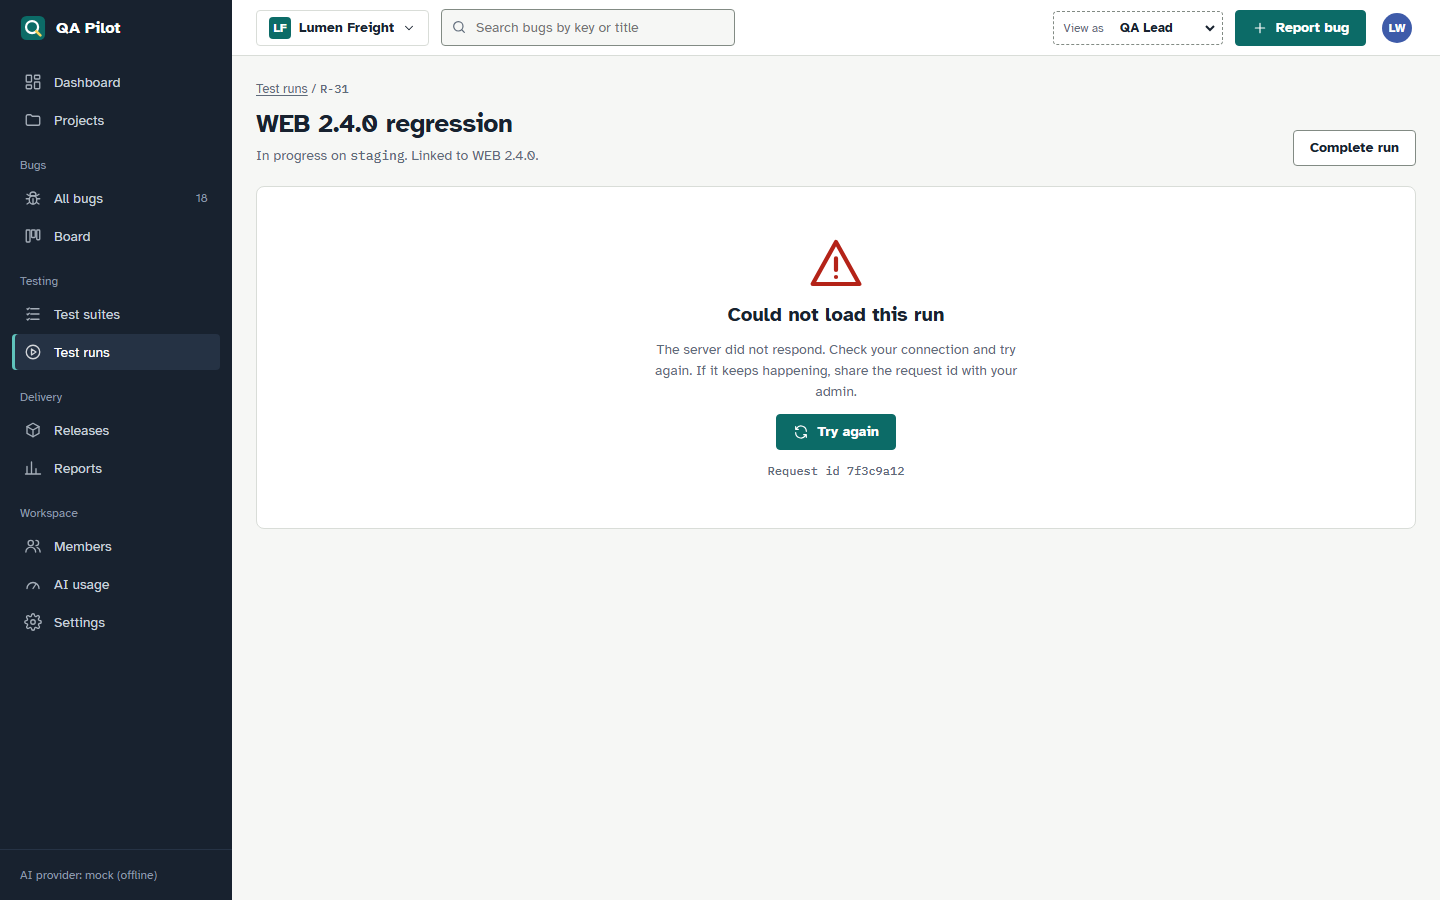 QA Pilot
Dashboard
Projects
Bugs
All bugs 18
Board
Testing
Test suites
Test runs
Delivery
Releases
Reports
Workspace
Members
AI usage
Settings
AI provider: mock (offline)
LF Lumen Freight
Search bugs by key or title
View as QA Lead
Report bug
LW
Test runs / R-31
WEB 2.4.0 regression
In progress on staging. Linked to WEB 2.4.0.
Complete run
Could not load this run
The server did not respond. Check your connection and try
again. If it keeps happening, share the request id with your
admin.
Try again
Request id 7f3c9a12